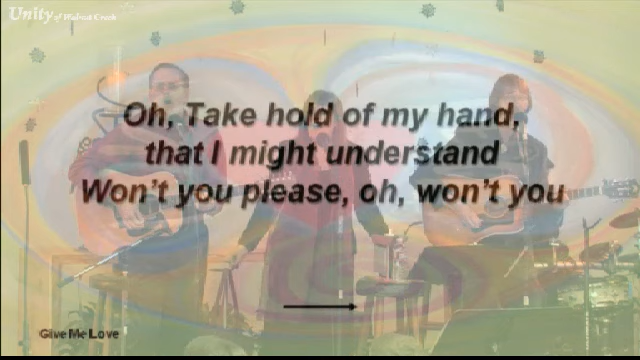 Unity of Walnut Creek
Oh, Take hold of my hand,
that I might understand
Won't you please, oh, won't you
Give Me Love